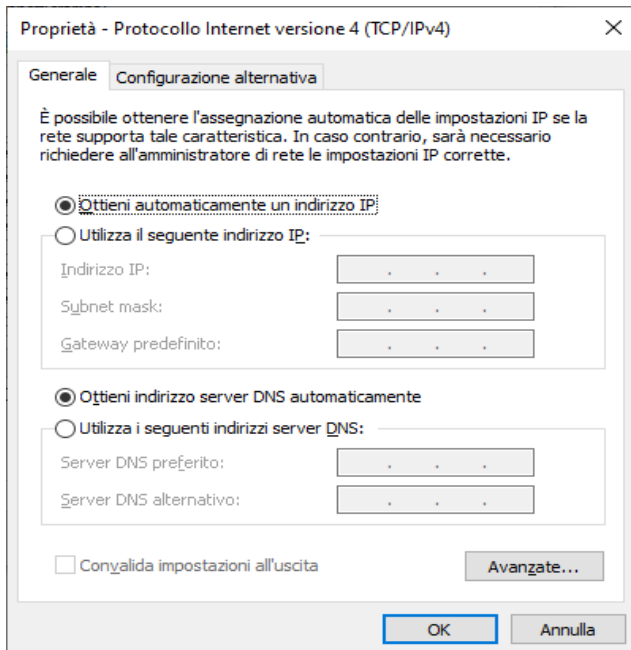 Proprietà - Protocollo Internet versione 4 (TCP/IPv4)
Generale
Configurazione alternativa
È possibile ottenere l'assegnazione automatica delle impostazioni IP se la
rete supporta tale caratteristica. In caso contrario, sarà necessario
richiedere all'amministratore di rete le impostazioni IP corrette.
Ottieni automaticamente un indirizzo IP
Utilizza il seguente indirizzo IP:
Indirizzo IP:
Subnet mask:
Gateway predefinito:
Ottieni indirizzo server DNS automaticamente
Utilizza i seguenti indirizzi server DNS:
Server DNS preferito:
Server DNS alternativo:
Convalida impostazioni all'uscita
Avanzate...
OK
Annulla